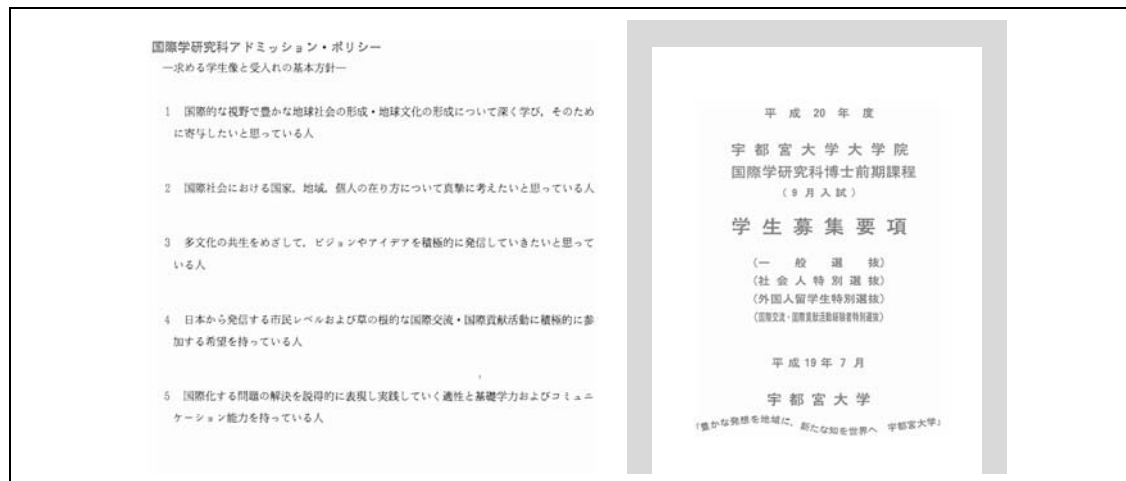 国際学研究科アドミッション・ポリシー
―求める学生像と受入れの基本方針―
1 国際的な視野で豊かな地球社会の形成・地球文化の形成について深く学び，そのため
に寄与したいと思っている人
2 国際社会における国家，地域，個人の在り方について真摯に考えたいと思っている人
3 多文化の共生をめざして，ビジョンやアイデアを積極的に発信していきたいと思って
いる人
4 日本から発信する市民レベルおよび草の根的な国際交流・国際貢献活動に積極的に参
加する希望を持っている人
5 国際化する問題の解決を説得的に表現し実践していく適性と基礎学力およびコミュニ
ケーション能力を持っている人
平成20年度
宇都宮大学大学院
国際学研究科博士前期課程
（9月入試）
学生募集要項
（一般選抜）
（社会人特別選抜）
（外国人留学生特別選抜）
（国際交流・国際貢献活動経験者特別選抜）
平成19年7月
宇都宮大学
「豊かな発想を地域に、新たな知を世界へ 宇都宮大学」